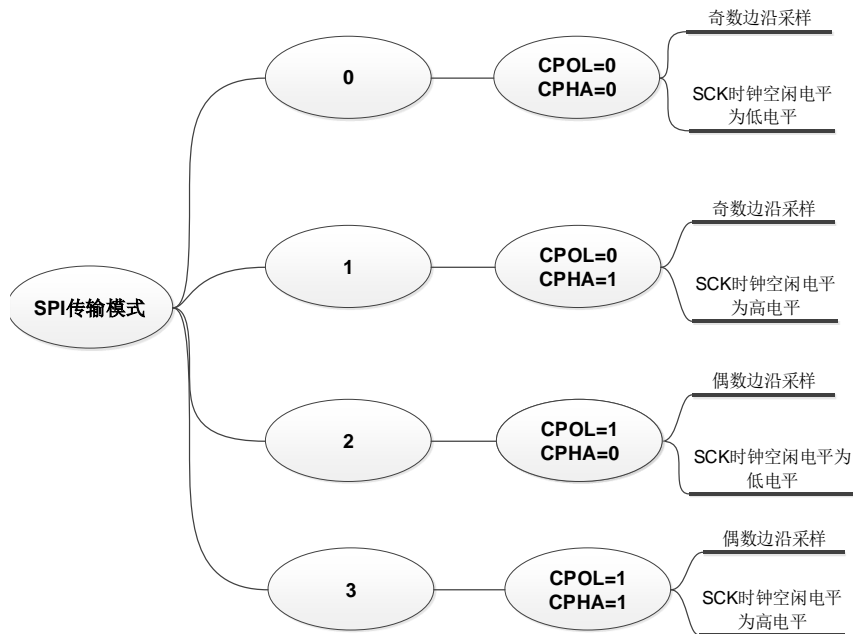 SPI传输模式
0
CPOL=0
CPHA=0
奇数边沿采样
SCK时钟空闲电平
为低电平
1
CPOL=0
CPHA=1
奇数边沿采样
SCK时钟空闲电平
为高电平
2
CPOL=1
CPHA=0
偶数边沿采样
SCK时钟空闲电平为
低电平
3
CPOL=1
CPHA=1
偶数边沿采样
SCK时钟空闲电平
为高电平